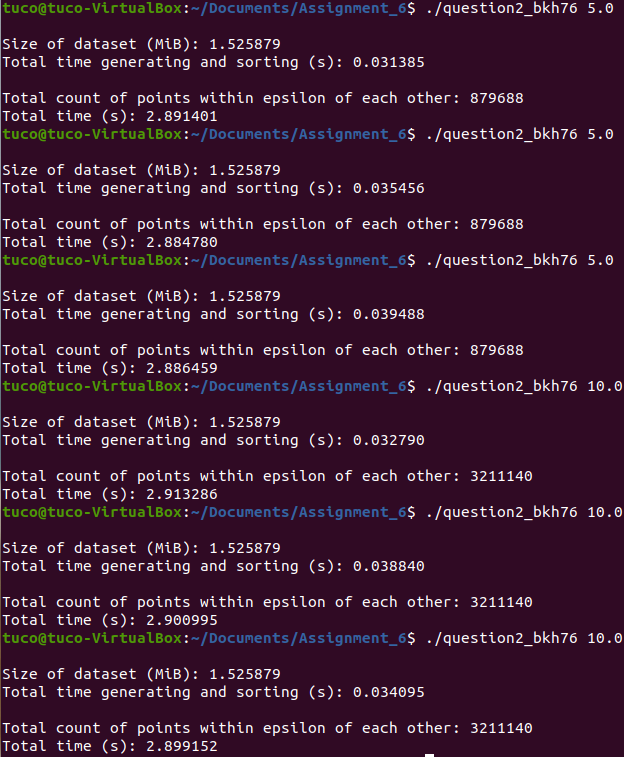 tuco@tuco-VirtualBox:~/Documents/Assignment_6$ ./question2_bkh76 5.0
Size of dataset (MiB): 1.525879
Total time generating and sorting (s): 0.031385
Total count of points within epsilon of each other: 879688
Total time (s): 2.891401
tuco@tuco-VirtualBox:~/Documents/Assignment_6$ ./question2_bkh76 5.0
Size of dataset (MiB): 1.525879
Total time generating and sorting (s): 0.035456
Total count of points within epsilon of each other: 879688
Total time (s): 2.884780
tuco@tuco-VirtualBox:~/Documents/Assignment_6$ ./question2_bkh76 5.0
Size of dataset (MiB): 1.525879
Total time generating and sorting (s): 0.039488
Total count of points within epsilon of each other: 879688
Total time (s): 2.886459
tuco@tuco-VirtualBox:~/Documents/Assignment_6$ ./question2_bkh76 10.0
Size of dataset (MiB): 1.525879
Total time generating and sorting (s): 0.032790
Total count of points within epsilon of each other: 3211140
Total time (s): 2.913286
tuco@tuco-VirtualBox:~/Documents/Assignment_6$ ./question2_bkh76 10.0
Size of dataset (MiB): 1.525879
Total time generating and sorting (s): 0.038840
Total count of points within epsilon of each other: 3211140
Total time (s): 2.900995
tuco@tuco-VirtualBox:~/Documents/Assignment_6$ ./question2_bkh76 10.0
Size of dataset (MiB): 1.525879
Total time generating and sorting (s): 0.034095
Total count of points within epsilon of each other: 3211140
Total time (s): 2.899152